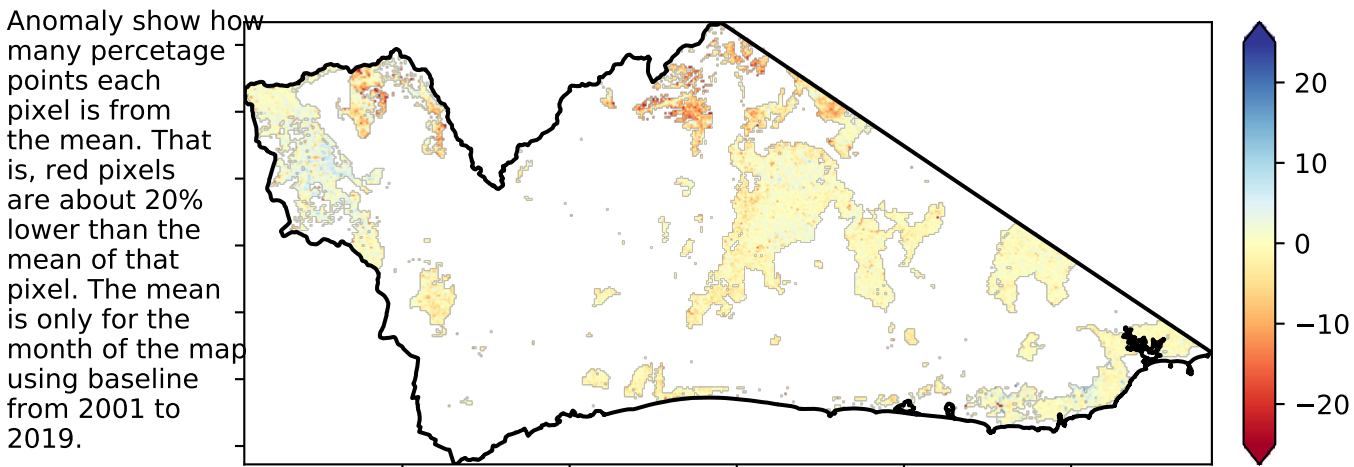 Anomaly show how
many percetage
points each
pixel is from
the mean. That
is, red pixels
are about 20%
lower than the
mean of that
pixel. The mean
is only for the
month of the map
using baseline
from 2001 to
2019.
20
10
0
−10
−20